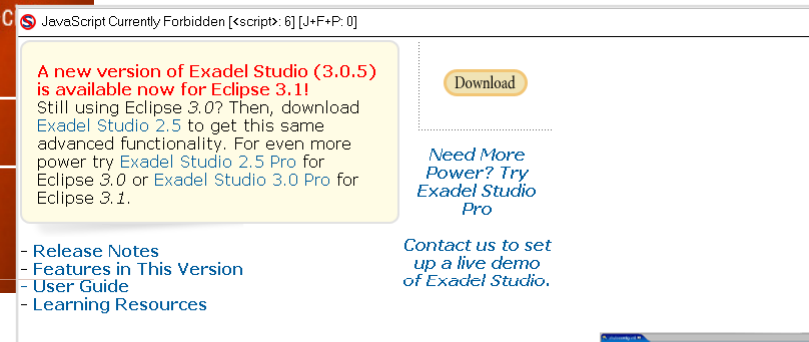 C
JavaScript Currently Forbidden [<script>: 6] [J+F+P: 0]
A new version of Exadel Studio (3.0.5)
is available now for Eclipse 3.1!
Still using Eclipse 3.0? Then, download
Exadel Studio 2.5 to get this same
advanced functionality. For even more
power try Exadel Studio 2.5 Pro for
Eclipse 3.0 or Exadel Studio 3.0 Pro for
Eclipse 3.1.
- Release Notes
- Features in This Version
- User Guide
- Learning Resources
Download
Need More
Power? Try
Exadel Studio
Pro
Contact us to set
up a live demo
of Exadel Studio.